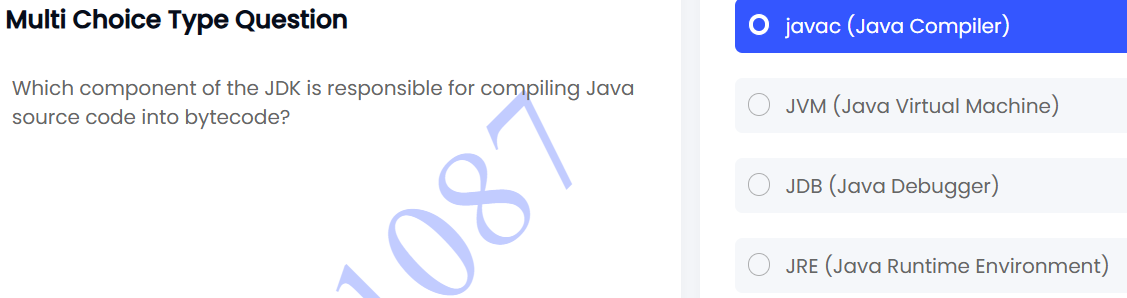 Multi Choice Type Question
Which component of the JDK is responsible for compiling Java
source code into bytecode?
1087
javac (Java Compiler)
JVM (Java Virtual Machine)
JDB (Java Debugger)
JRE (Java Runtime Environment)